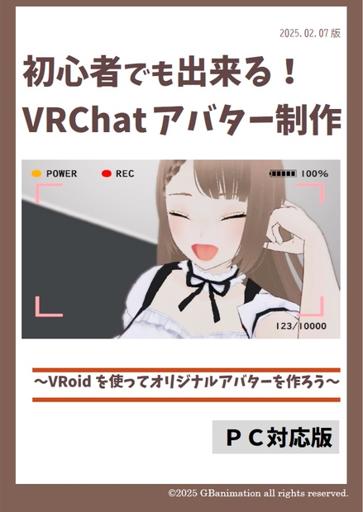 2025.02.07版
初心者でも出来る！
VRChatアバター制作
POWER REC 100%
123/10000
～VRoidを使ってオリジナルアバターを作ろう～
ＰＣ対応版
©2025 GBanimation all rights reserved.